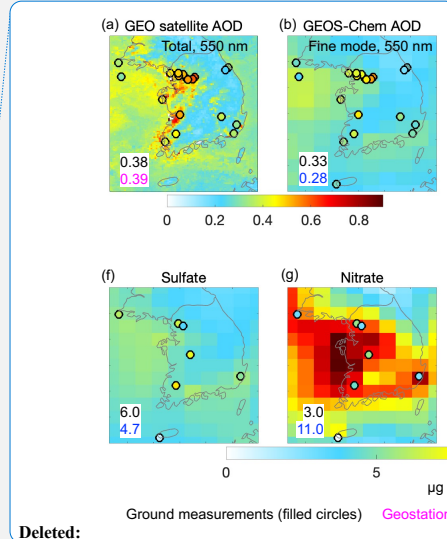 (a) GEO satellite AOD
Total, 550 nm
0.38
0.39
(b) GEOS-Chem AOD
Fine mode, 550 nm
0.33
0.28
0 0.2 0.4 0.6 0.8
(f) Sulfate
6.0
4.7
(g) Nitrate
3.0
11.0
0 5
µg
Ground measurements (filled circles) Geostation
Deleted: